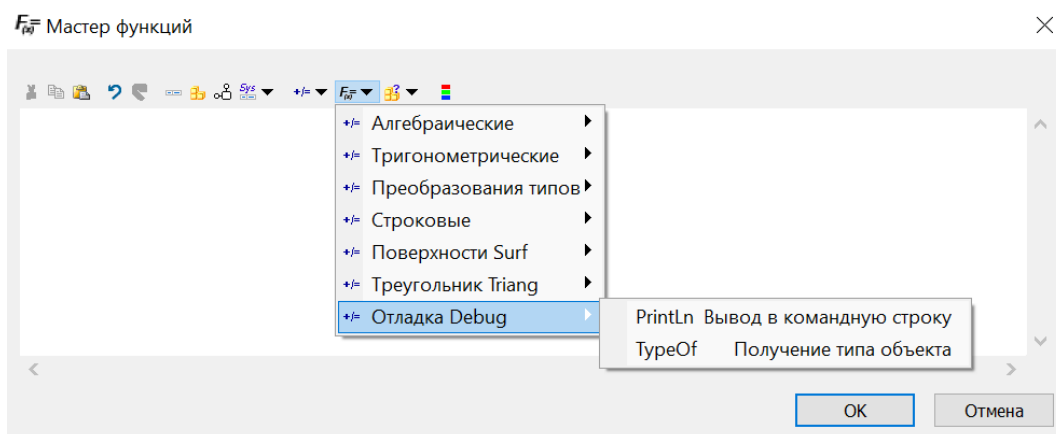 F(x)= Мастер функций
Sys +/= F(x)=
+/= Алгебраические
+/= Тригонометрические
+/= Преобразования типов
+/= Строковые
+/= Поверхности Surf
+/= Треугольник Triang
+/= Отладка Debug
PrintLn Вывод в командную строку
TypeOf Получение типа объекта
OK Отмена